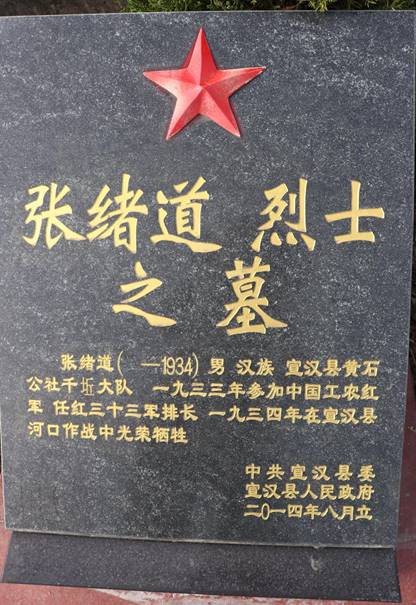 张绪道 烈士
之墓
张绪道( —1934) 男 汉族 宣汉县黄石
公社千坵大队 一九三三年参加中国工农红
军 任红三十三军排长 一九三四年在宣汉县
河口作战中光荣牺牲
中共宣汉县委
宣汉县人民政府
二〇一四年八月立